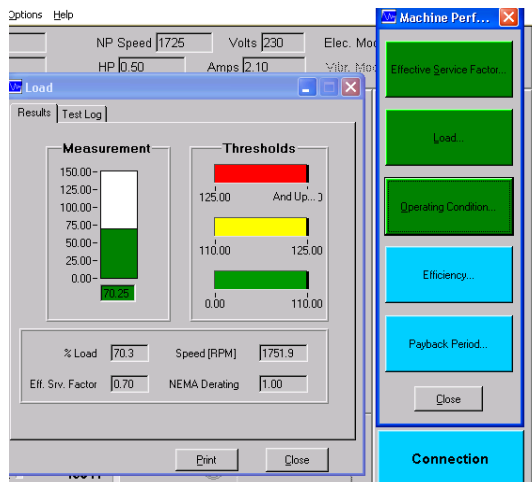 Options Help
NP Speed 1725 Volts 230 Elec. Mod
HP 0.50 Amps 2.10 Vibr. Mod
Load
Results Test Log
Measurement
150.00-
125.00-
100.00-
75.00-
50.00-
25.00-
0.00-
70.25
Thresholds
125.00 And Up...
110.00 125.00
0.00 110.00
% Load 70.3 Speed [RPM] 1751.9
Eff. Srv. Factor 0.70 NEMA Derating 1.00
Print Close
Machine Perf...
Effective Service Factor...
Load...
Operating Condition...
Efficiency...
Payback Period...
Close
Connection